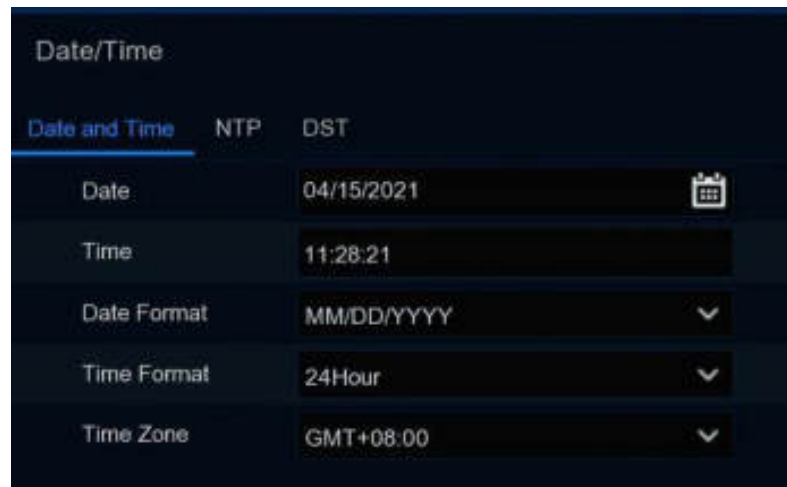 Date/Time
Date and Time NTP DST
Date 04/15/2021
Time 11:28:21
Date Format MM/DD/YYYY
Time Format 24Hour
Time Zone GMT+08:00